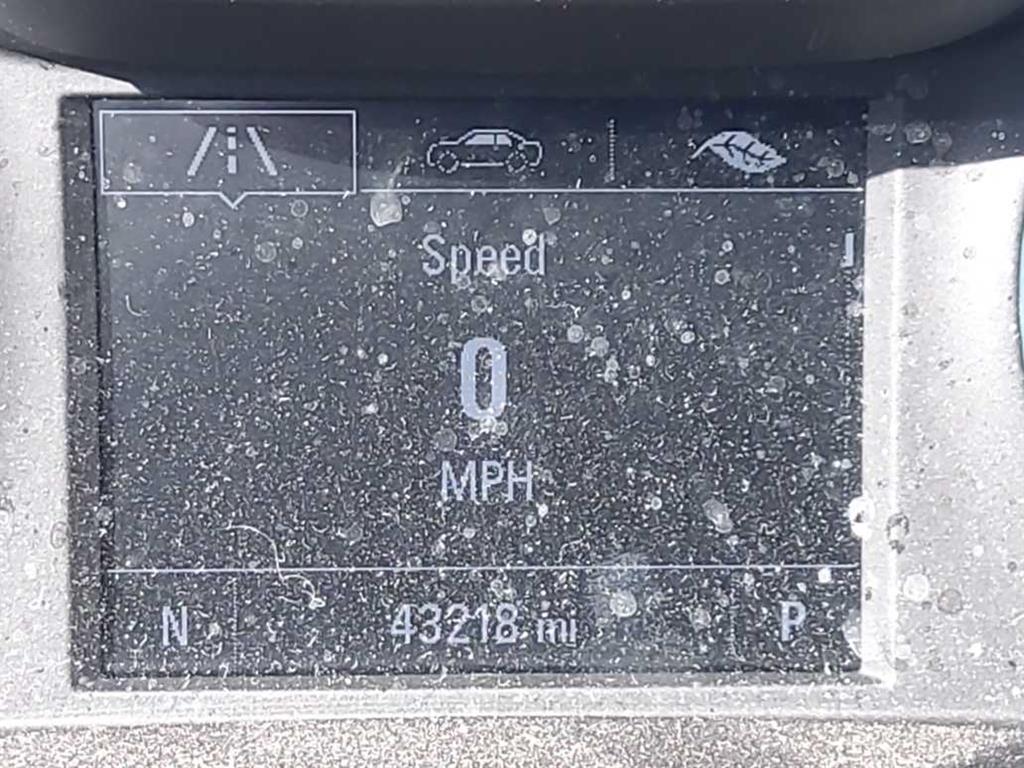 Speed
0
MPH
N 43218 mi P